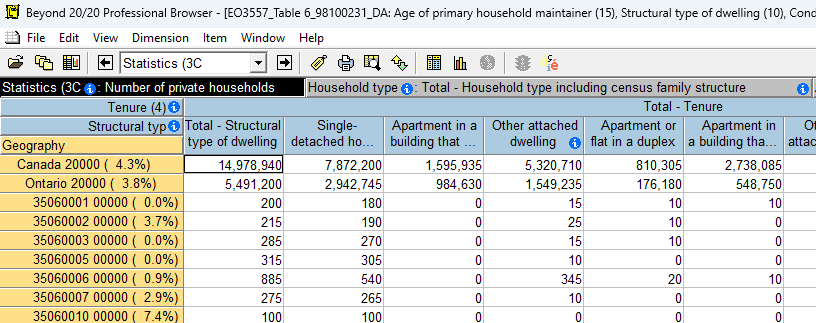 Beyond 20/20 Professional Browser - [EO3557_Table 6_98100231_DA: Age of primary household maintainer (15), Structural type of dwelling (10), Cond
File Edit View Dimension Item Window Help
Statistics (3C
Statistics (3C : Number of private households Household type : Total - Household type including census family structure
Tenure (4) Total - Tenure
Structural typ Total - Structural type of dwelling Single-detached ho... Apartment in a building that ... Other attached dwelling Apartment or flat in a duplex Apartment in a building tha... Ot attac
Geography
Canada 20000 ( 4.3%) 14,978,940 7,872,200 1,595,935 5,320,710 810,305 2,738,085
Ontario 20000 ( 3.8%) 5,491,200 2,942,745 984,630 1,549,235 176,180 548,750
35060001 00000 ( 0.0%) 200 180 0 15 10 10
35060002 00000 ( 3.7%) 215 190 0 25 10 0
35060003 00000 ( 0.0%) 285 270 0 15 10 0
35060005 00000 ( 0.0%) 315 305 0 10 0 0
35060006 00000 ( 0.9%) 885 540 0 345 20 10
35060007 00000 ( 2.9%) 275 265 0 10 0 0
35060010 00000 ( 7.4%) 100 100 0 0 0 0